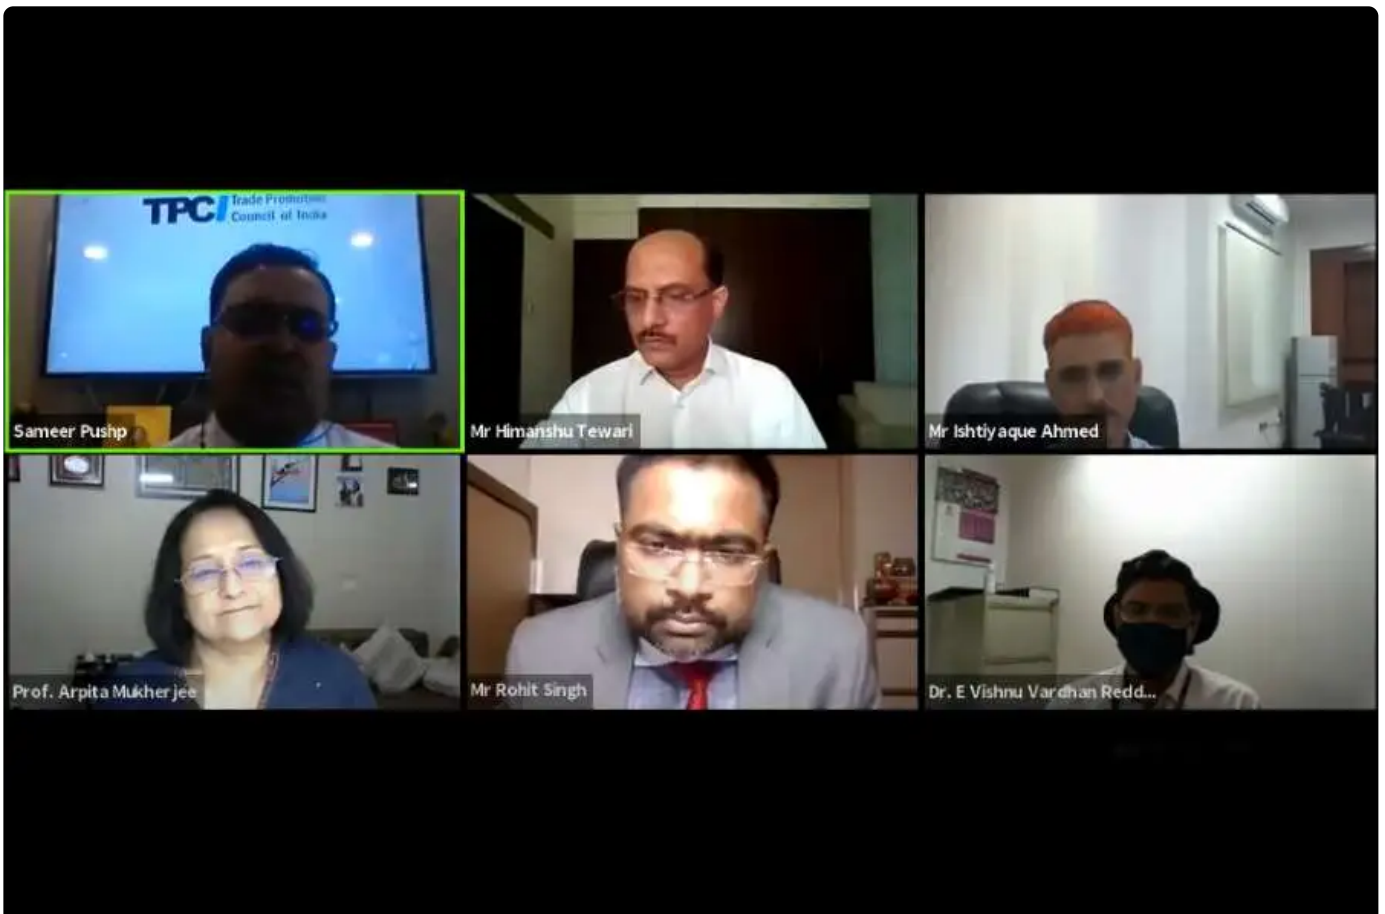 TPCI Trade Promotion
Council of India
Sameer Pushp
Mr Himanshu Tewari
Mr Ishtiyaque Ahmed
Prof. Arpita Mukherjee
Mr Rohit Singh
Dr. E Vishnu Vardhan Redd...